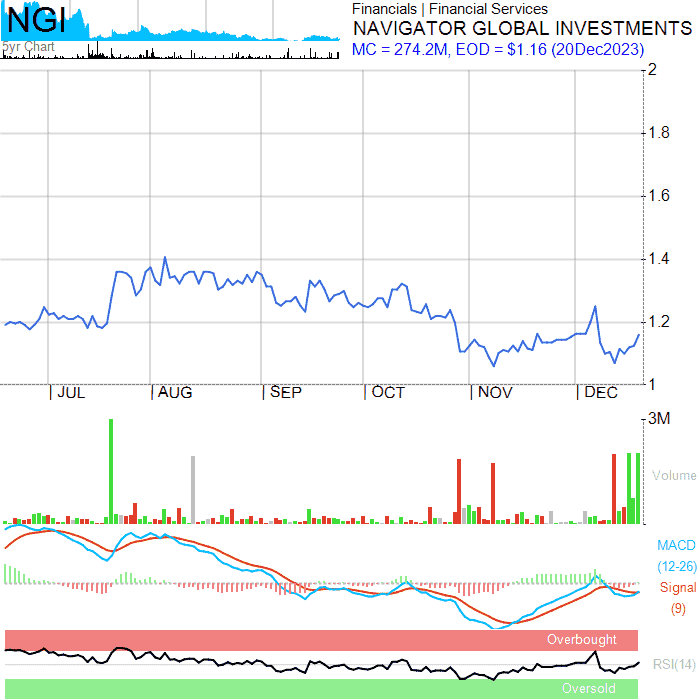 NGI
5yr Chart
Financials | Financial Services
NAVIGATOR GLOBAL INVESTMENTS
MC = 274.2M, EOD = $1.16 (20Dec2023)
2
1.8
1.6
1.4
1.2
1
JUL AUG SEP OCT NOV DEC
3M
Volume
MACD
(12-26)
Signal
(9)
Overbought
RSI(14)
Oversold